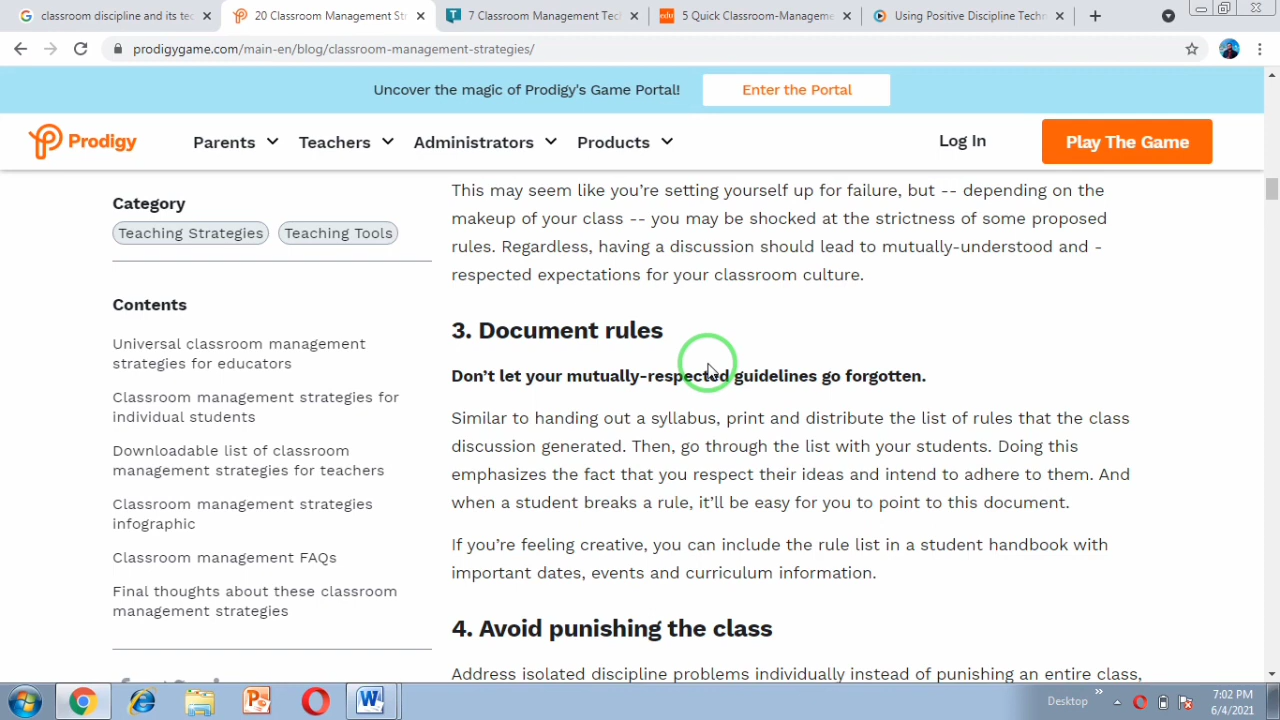 classroom discipline and its te
20 Classroom Management St
7 Classroom Management Tec
5 Quick Classroom-Manageme
Using Positive Discipline Techn
prodigygame.com/main-en/blog/classroom-management-strategies/
Uncover the magic of Prodigy's Game Portal!
Enter the Portal
Prodigy
Parents
Teachers
Administrators
Products
Log In
Play The Game
Category
Teaching Strategies
Teaching Tools
Contents
Universal classroom management
strategies for educators
Classroom management strategies for
individual students
Downloadable list of classroom
management strategies for teachers
Classroom management strategies
infographic
Classroom management FAQs
Final thoughts about these classroom
management strategies
This may seem like you’re setting yourself up for failure, but -- depending on the
makeup of your class -- you may be shocked at the strictness of some proposed
rules. Regardless, having a discussion should lead to mutually-understood and -
respected expectations for your classroom culture.
3. Document rules
Don’t let your mutually-respected guidelines go forgotten.
Similar to handing out a syllabus, print and distribute the list of rules that the class
discussion generated. Then, go through the list with your students. Doing this
emphasizes the fact that you respect their ideas and intend to adhere to them. And
when a student breaks a rule, it’ll be easy for you to point to this document.
If you’re feeling creative, you can include the rule list in a student handbook with
important dates, events and curriculum information.
4. Avoid punishing the class
Address isolated discipline problems individually instead of punishing an entire class,
Desktop
7:02 PM
6/4/2021